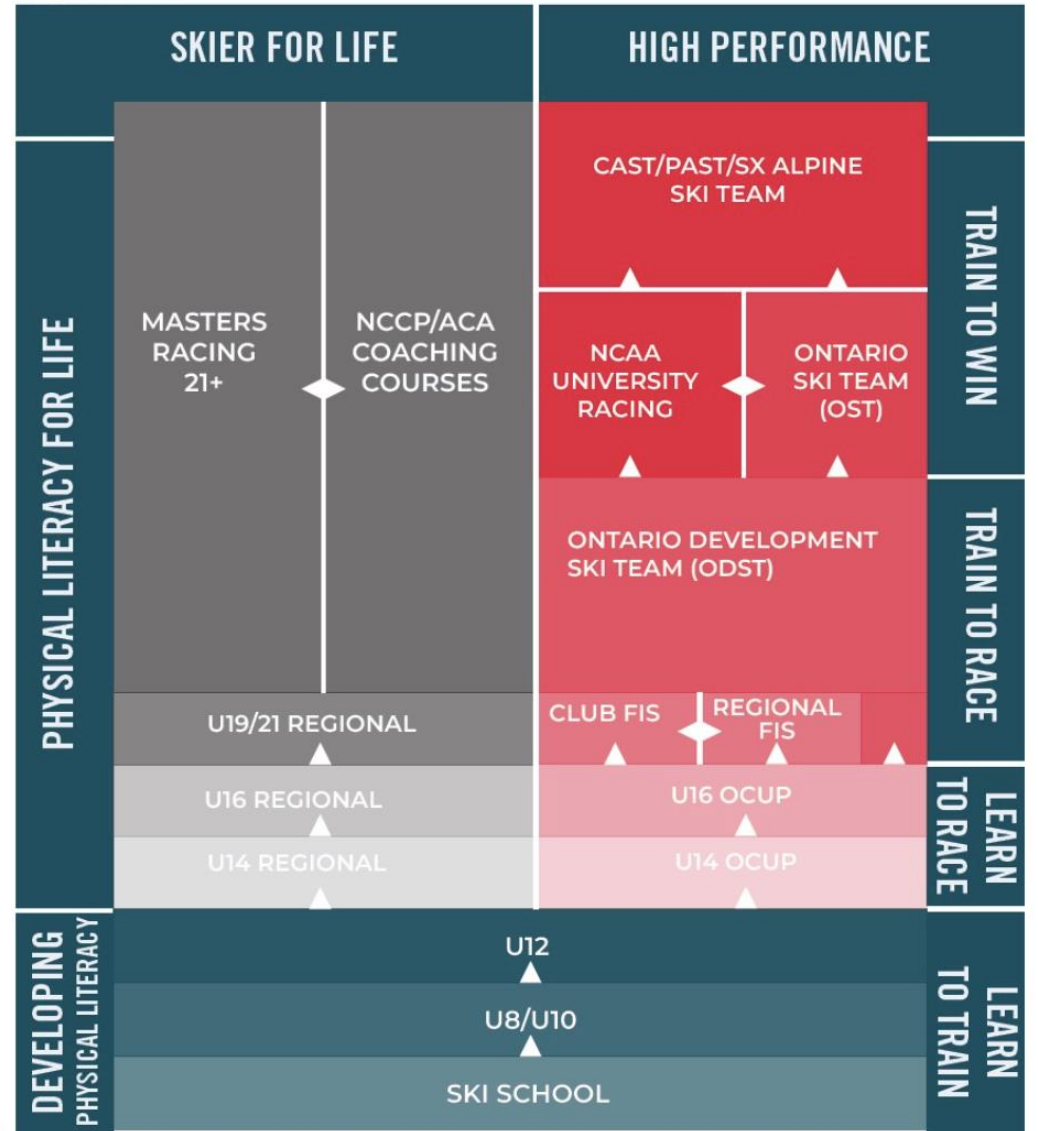 SKIER FOR LIFE
HIGH PERFORMANCE
PHYSICAL LITERACY FOR LIFE
MASTERS
RACING
21+
NCCP/ACA
COACHING
COURSES
CAST/PAST/SX ALPINE
SKI TEAM
NCAA
UNIVERSITY
RACING
ONTARIO
SKI TEAM
(OST)
TRAIN TO WIN
ONTARIO DEVELOPMENT
SKI TEAM (ODST)
TRAIN TO RACE
U19/21 REGIONAL
CLUB FIS
REGIONAL
FIS
U16 REGIONAL
U16 OCUP
U14 REGIONAL
U14 OCUP
LEARN
TO RACE
DEVELOPING
PHYSICAL LITERACY
U12
U8/U10
SKI SCHOOL
LEARN
TO TRAIN